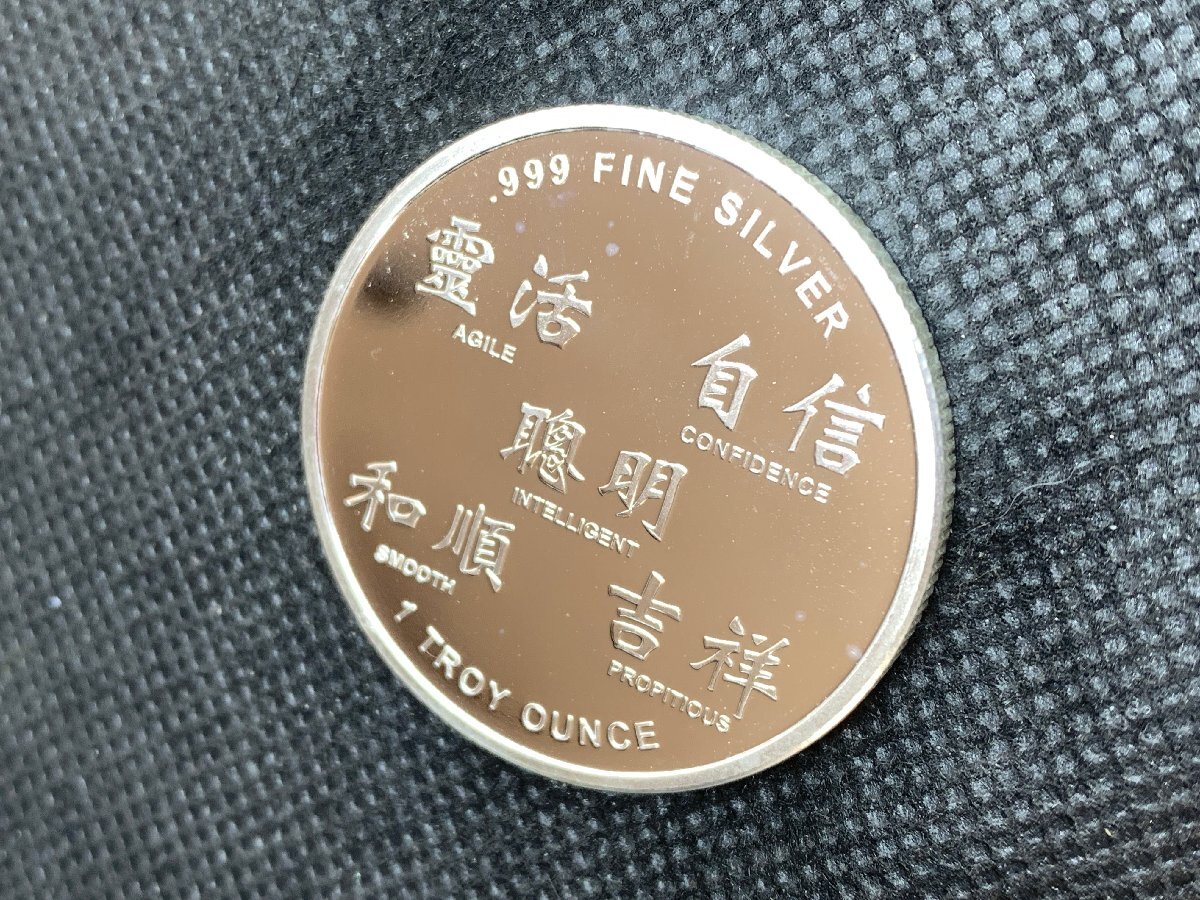 .999 FINE SILVER
靈活
AGILE
自信
CONFIDENCE
聰明
INTELLIGENT
和順
SMOOTH
吉祥
PROPITIOUS
1 TROY OUNCE